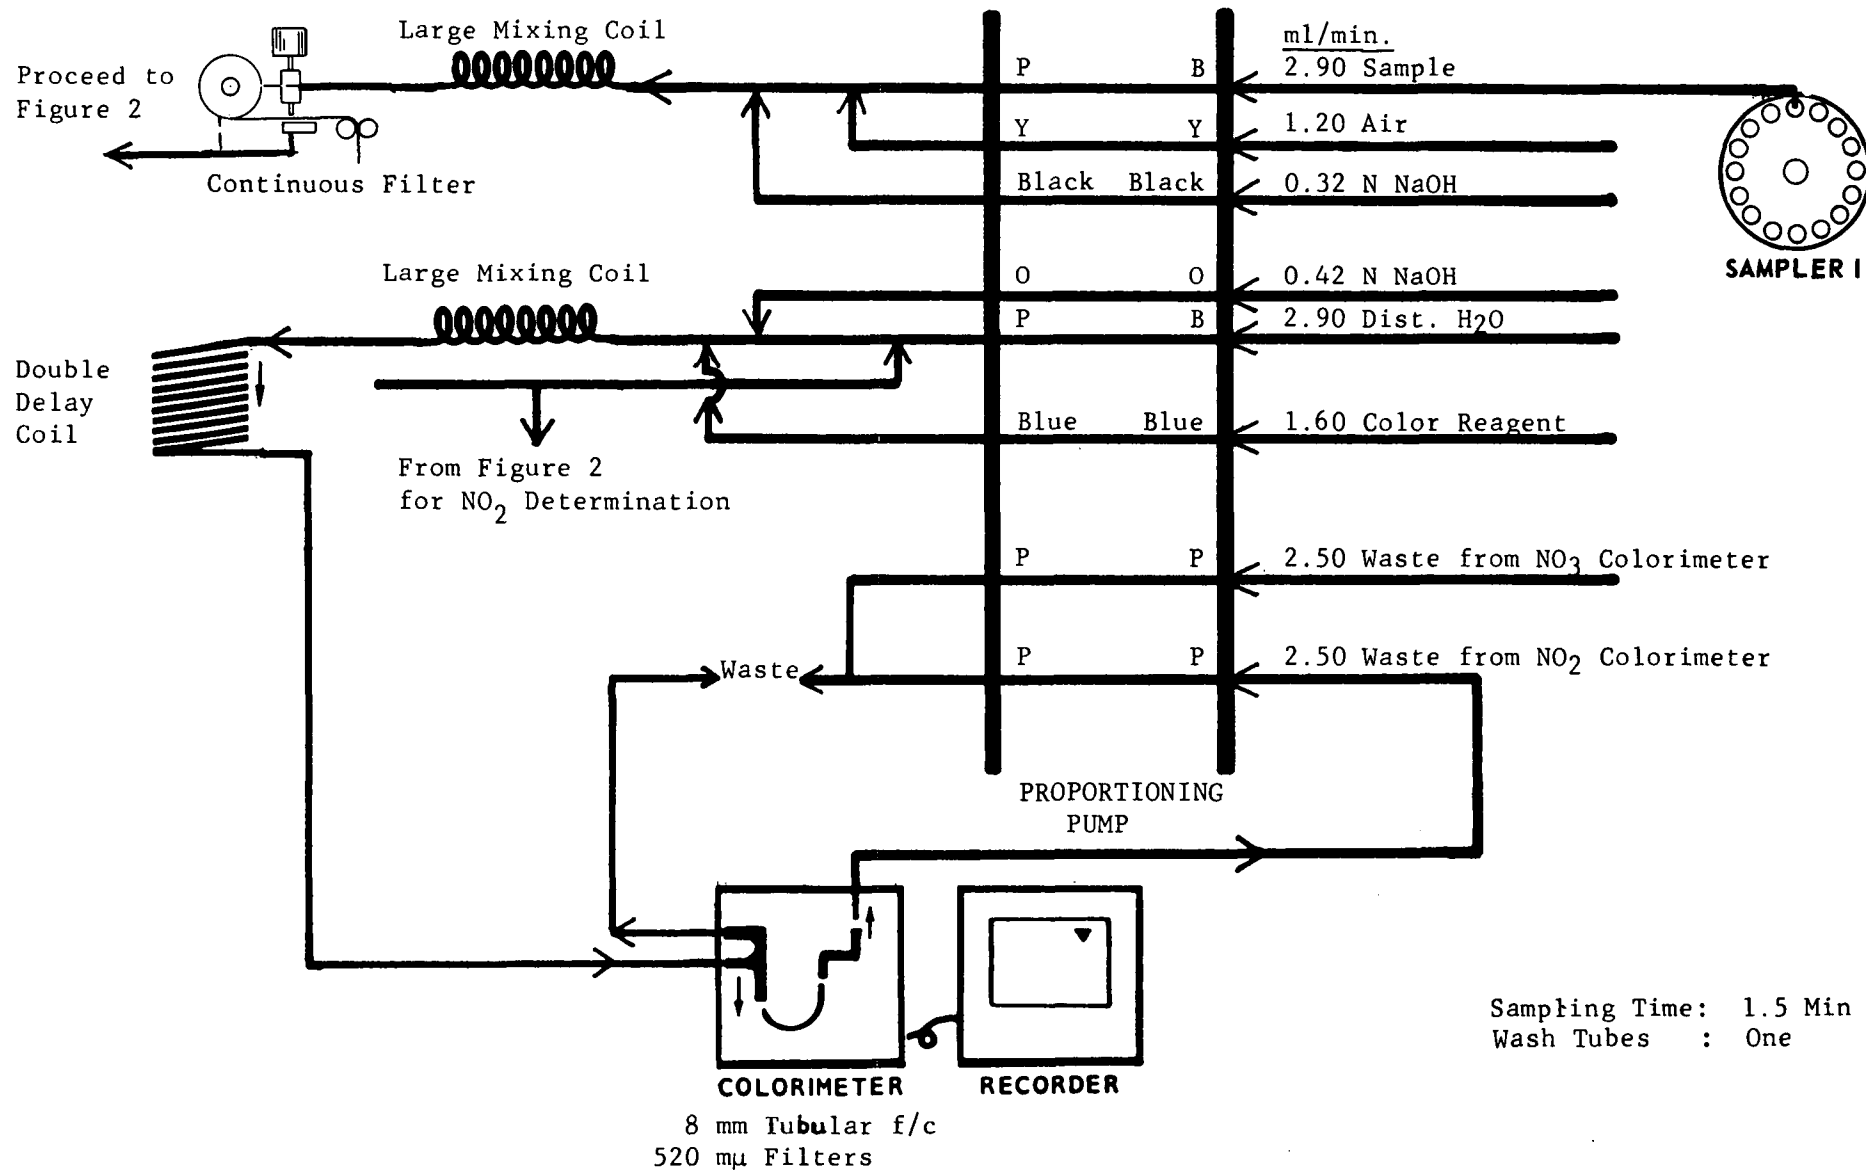 Large Mixing Coil
Proceed to
Figure 2
Continuous Filter
ml/min.
P B 2.90 Sample
Y Y 1.20 Air
Black Black 0.32 N NaOH
SAMPLER I
Large Mixing Coil
O O 0.42 N NaOH
P B 2.90 Dist. H2O
Double
Delay
Coil
Blue Blue 1.60 Color Reagent
From Figure 2
for NO2 Determination
P P 2.50 Waste from NO3 Colorimeter
Waste P P 2.50 Waste from NO2 Colorimeter
PROPORTIONING
PUMP
Sampling Time: 1.5 Min
Wash Tubes : One
COLORIMETER
RECORDER
8 mm Tubular f/c
520 mμ Filters